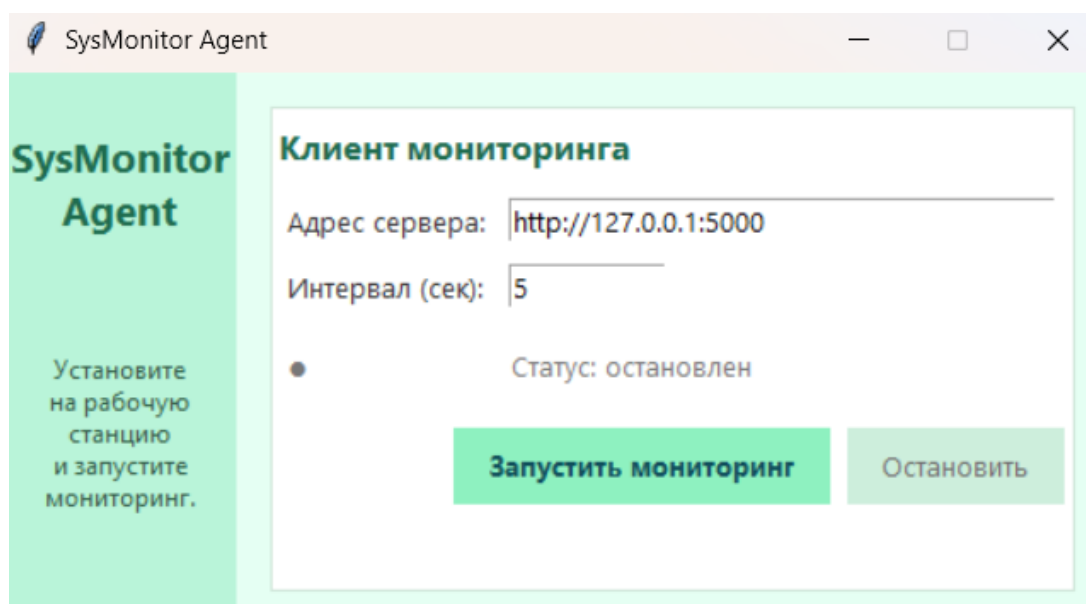 SysMonitor Agent
SysMonitor
Agent
Установите
на рабочую
станцию
и запустите
мониторинг.
Клиент мониторинга
Адрес сервера: http://127.0.0.1:5000
Интервал (сек): 5
Статус: остановлен
Запустить мониторинг Остановить